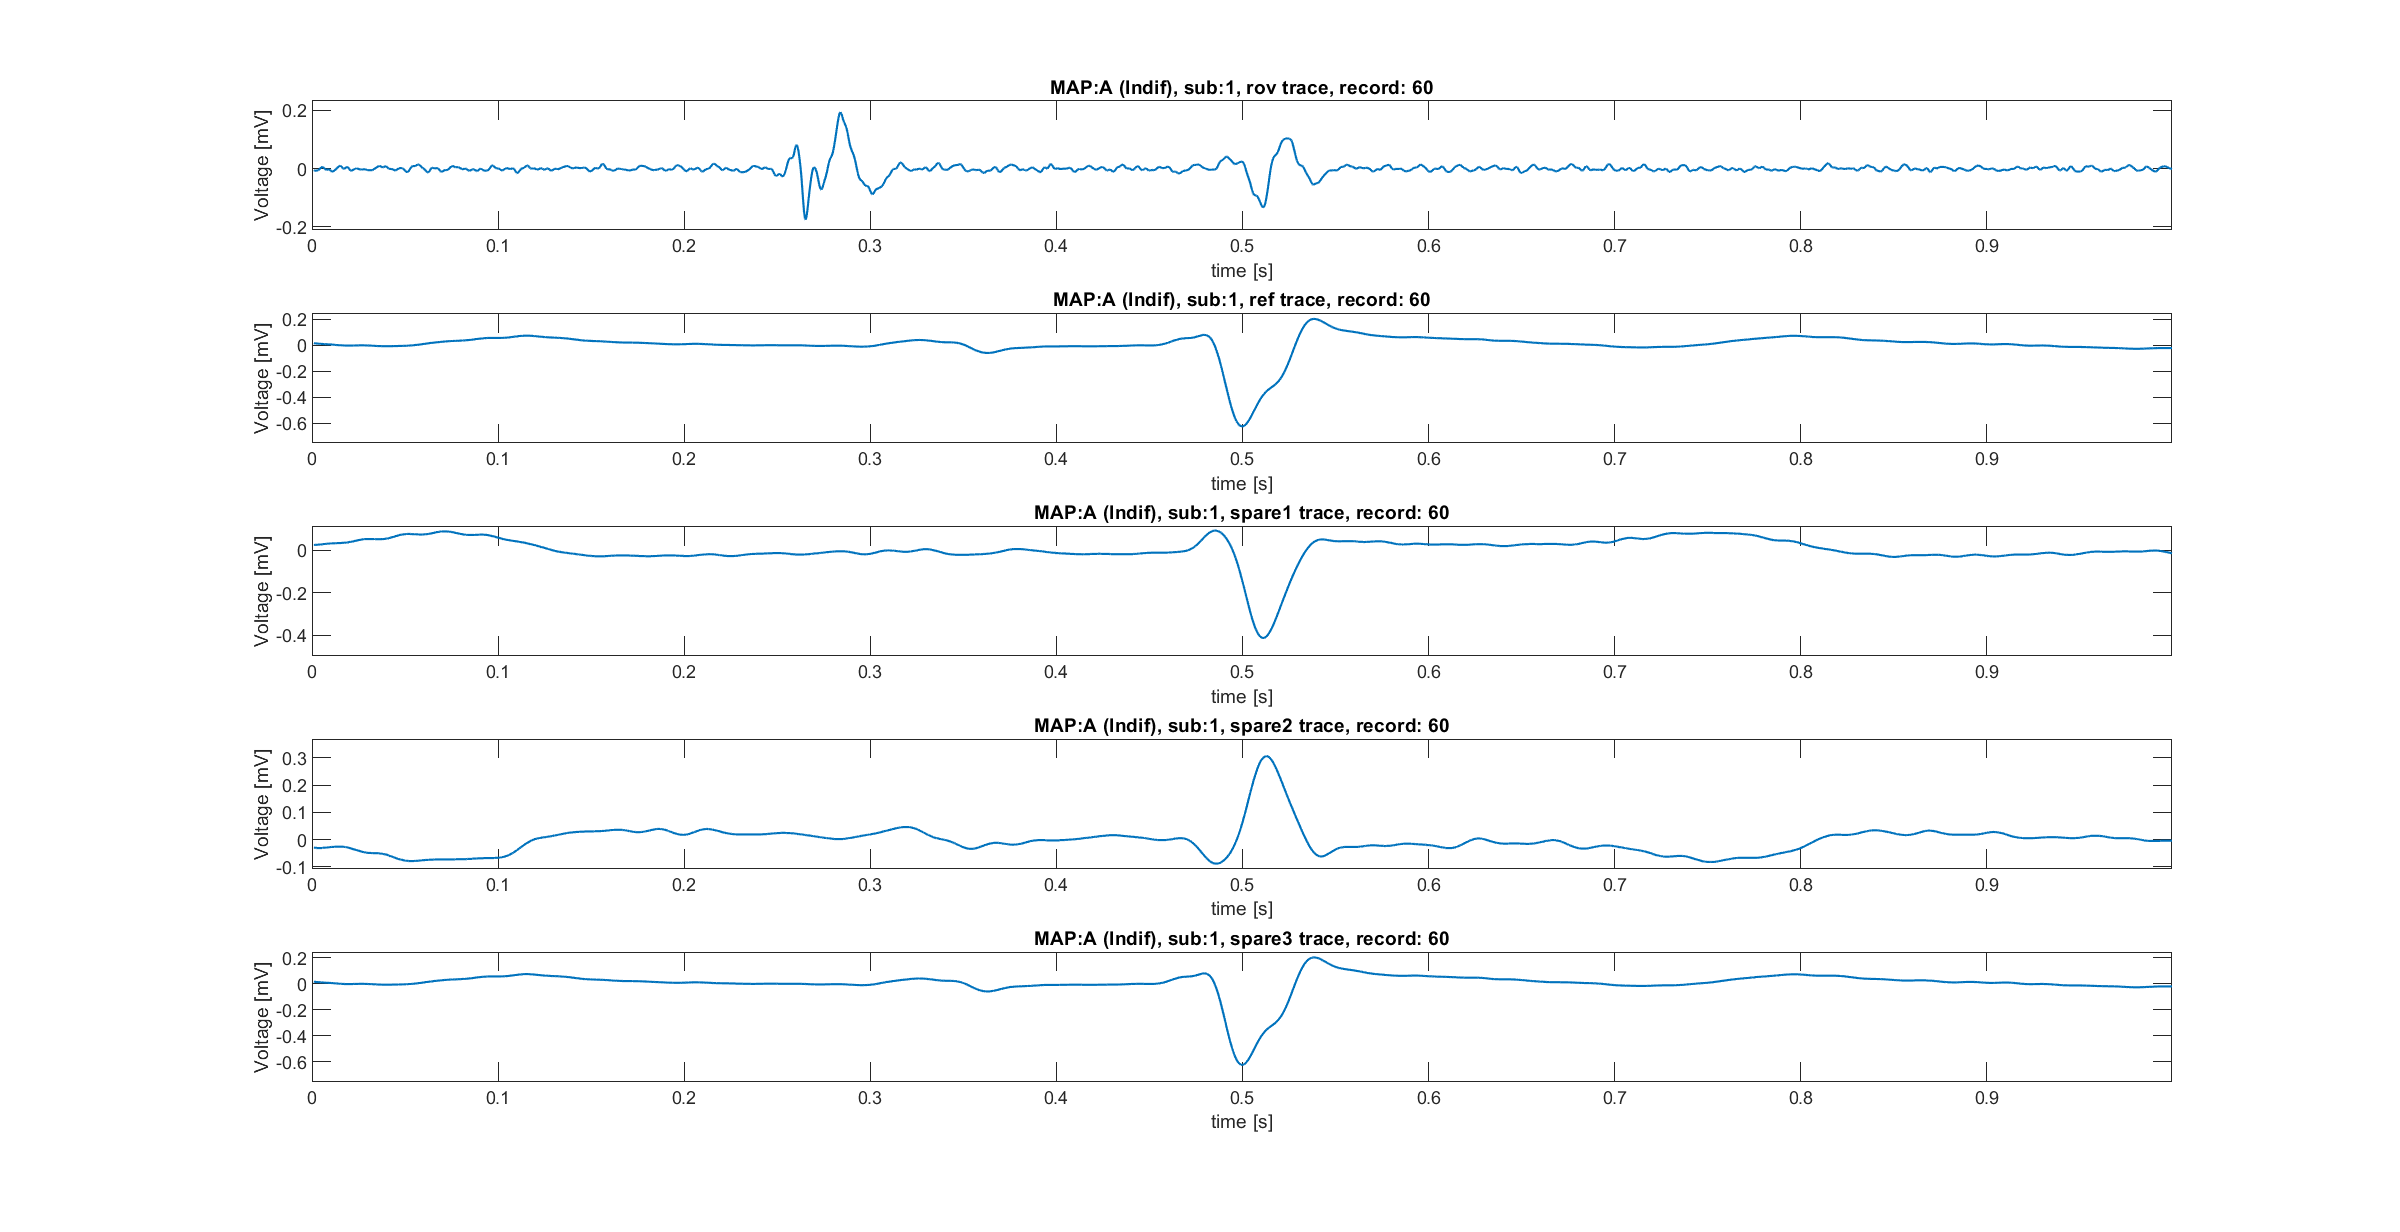 MAP:A (Indif), sub:1, rov trace, record: 60
Voltage [mV]
0.2
0
-0.2
0 0.1 0.2 0.3 0.4 0.5 0.6 0.7 0.8 0.9
time [s]
MAP:A (Indif), sub:1, ref trace, record: 60
Voltage [mV]
0.2
0
-0.2
-0.4
-0.6
0 0.1 0.2 0.3 0.4 0.5 0.6 0.7 0.8 0.9
time [s]
MAP:A (Indif), sub:1, spare1 trace, record: 60
Voltage [mV]
0
-0.2
-0.4
0 0.1 0.2 0.3 0.4 0.5 0.6 0.7 0.8 0.9
time [s]
MAP:A (Indif), sub:1, spare2 trace, record: 60
Voltage [mV]
0.3
0.2
0.1
0
-0.1
0 0.1 0.2 0.3 0.4 0.5 0.6 0.7 0.8 0.9
time [s]
MAP:A (Indif), sub:1, spare3 trace, record: 60
Voltage [mV]
0.2
0
-0.2
-0.4
-0.6
0 0.1 0.2 0.3 0.4 0.5 0.6 0.7 0.8 0.9
time [s]